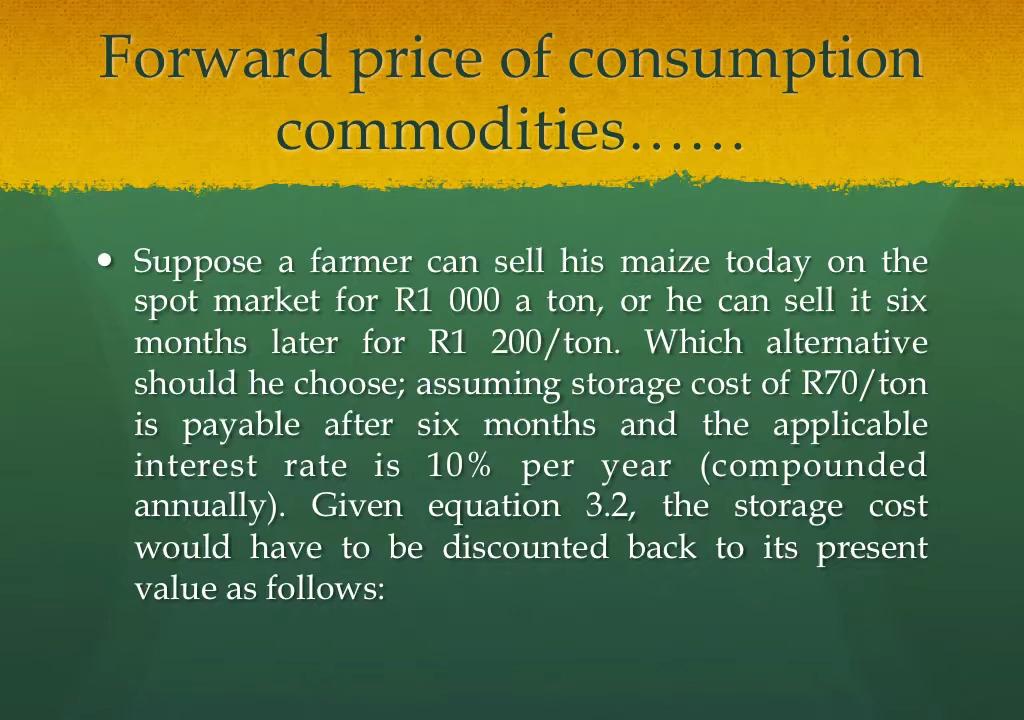 Forward price of consumption
commodities……
• Suppose a farmer can sell his maize today on the
spot market for R1 000 a ton, or he can sell it six
months later for R1 200/ton. Which alternative
should he choose; assuming storage cost of R70/ton
is payable after six months and the applicable
interest rate is 10% per year (compounded
annually). Given equation 3.2, the storage cost
would have to be discounted back to its present
value as follows: